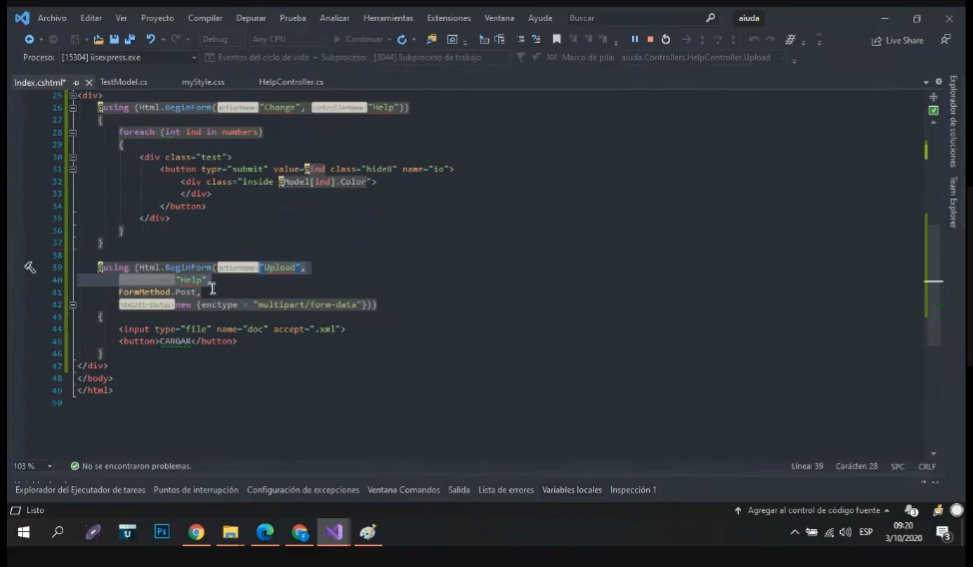 Archivo Editar Ver Proyecto Compilar Depurar Prueba Analizar Herramientas Extensiones Ventana Ayuda Buscar aiuda
Debug Any CPU Continuar Live Share
Proceso: [15304] iisexpress.exe Eventos del ciclo de vida Subproceso: [3044] Subproceso de trabajo Marco de pila: aiuda.Controllers.HelpController.Upload
Index.cshtml* TestModel.cs myStyle.css HelpController.cs
25 <div>
26 @using (Html.BeginForm(actionName: "Change", controllerName: "Help"))
27 {
28 foreach (int ind in numbers)
29 {
30 <div class="test">
31 <button type="submit" value=@ind class="hideB" name="io">
32 <div class="inside @Model[ind].Color">
33 </div>
34 </button>
35 </div>
36 }
37 }
38
39 @using (Html.BeginForm(actionName: "Upload",
40 "Help",
41 FormMethod.Post,
42 htmlAttributes: new {enctype = "multipart/form-data"}))
43 {
44 <input type="file" name="doc" accept=".xml">
45 <button>CARGAR</button>
46 }
47 </div>
48 </body>
49 </html>
50
Explorador de servidores
Team Explorer
103 % No se encontraron problemas. Línea: 39 Carácter: 28 SPC CRLF
Explorador del Ejecutador de tareas Puntos de interrupción Configuración de excepciones Ventana Comandos Salida Lista de errores Variables locales Inspección 1
Listo Agregar al control de código fuente 3
Ps ESP 09:20
3/10/2020 3